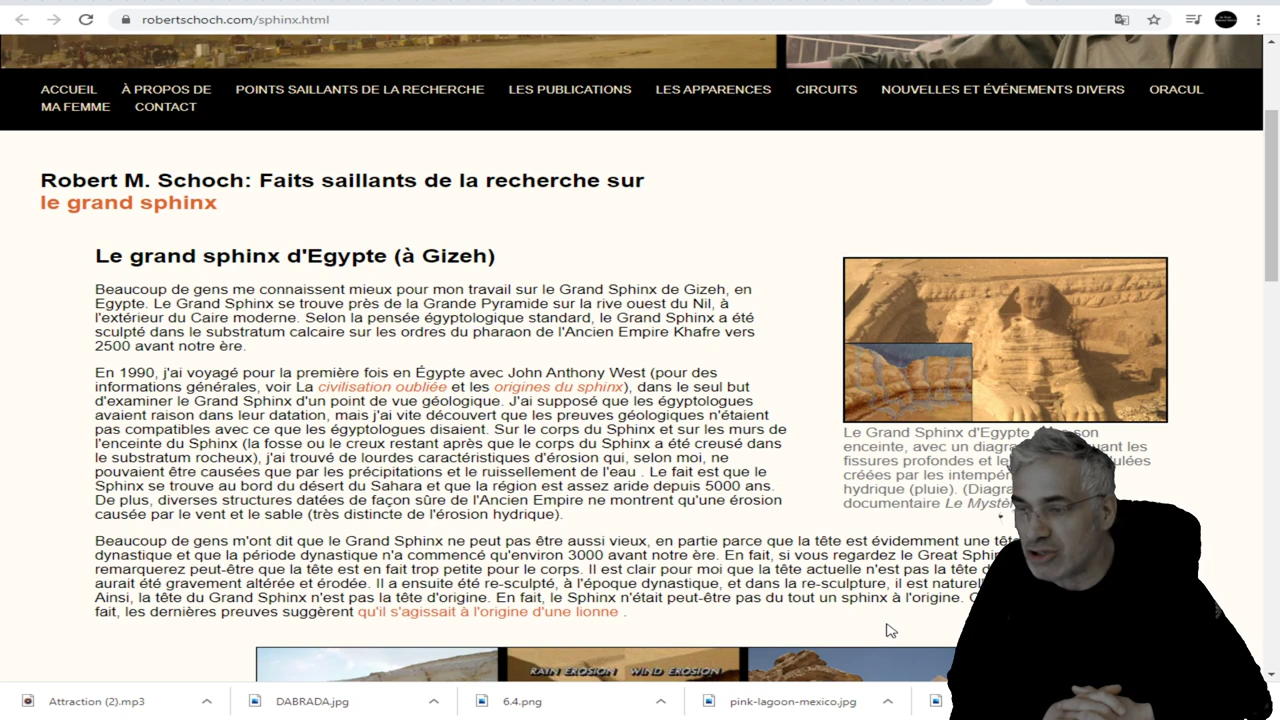 robertschoch.com/sphinx.html
ACCUEIL À PROPOS DE POINTS SAILLANTS DE LA RECHERCHE LES PUBLICATIONS LES APPARENCES CIRCUITS NOUVELLES ET ÉVÉNEMENTS DIVERS ORACUL
MA FEMME CONTACT
Robert M. Schoch: Faits saillants de la recherche sur
le grand sphinx
Le grand sphinx d'Egypte (à Gizeh)
Beaucoup de gens me connaissent mieux pour mon travail sur le Grand Sphinx de Gizeh, en
Egypte. Le Grand Sphinx se trouve près de la Grande Pyramide sur la rive ouest du Nil, à
l'extérieur du Caire moderne. Selon la pensée égyptologique standard, le Grand Sphinx a été
sculpté dans le substratum calcaire sur les ordres du pharaon de l'Ancien Empire Khafre vers
2500 avant notre ère.
En 1990, j'ai voyagé pour la première fois en Égypte avec John Anthony West (pour des
informations générales, voir La civilisation oubliée et les origines du sphinx), dans le seul but
d'examiner le Grand Sphinx d'un point de vue géologique. J'ai supposé que les égyptologues
avaient raison dans leur datation, mais j'ai vite découvert que les preuves géologiques n'étaient
pas compatibles avec ce que les égyptologues disaient. Sur le corps du Sphinx et sur les murs de
l'enceinte du Sphinx (la fosse ou le creux restant après que le corps du Sphinx a été creusé dans
le substratum rocheux), j'ai trouvé de lourdes caractéristiques d'érosion qui, selon moi, ne
pouvaient être causées que par les précipitations et le ruissellement de l'eau . Le fait est que le
Sphinx se trouve au bord du désert du Sahara et que la région est assez aride depuis 5000 ans.
De plus, diverses structures datées de façon sûre de l'Ancien Empire ne montrent qu'une érosion
causée par le vent et le sable (très distincte de l'érosion hydrique).
Le Grand Sphinx d'Egypte son
enceinte, avec un les
fissures profondes et
créées par les
hydrique (pluie).
documentaire Le
Beaucoup de gens m'ont dit que le Grand Sphinx ne peut pas être aussi vieux, en partie parce que la tête est évidemment une
dynastique et que la période dynastique n'a commencé qu'environ 3000 avant notre ère. En fait, si vous regardez le Great
remarquerez peut-être que la tête est en fait trop petite pour le corps. Il est clair pour moi que la tête actuelle n'est pas la tête
aurait été gravement altérée et érodée. Il a ensuite été re-sculpté, à l'époque dynastique, et dans la re-sculpture, il est
Ainsi, la tête du Grand Sphinx n'est pas la tête d'origine. En fait, le Sphinx n'était peut-être pas du tout un sphinx à l'origine.
fait, les dernières preuves suggèrent qu'il s'agissait à l'origine d'une lionne .
RAIN EROSION WIND EROSION
Attraction (2).mp3 DABRADA.jpg 6.4.png pink-lagoon-mexico.jpg